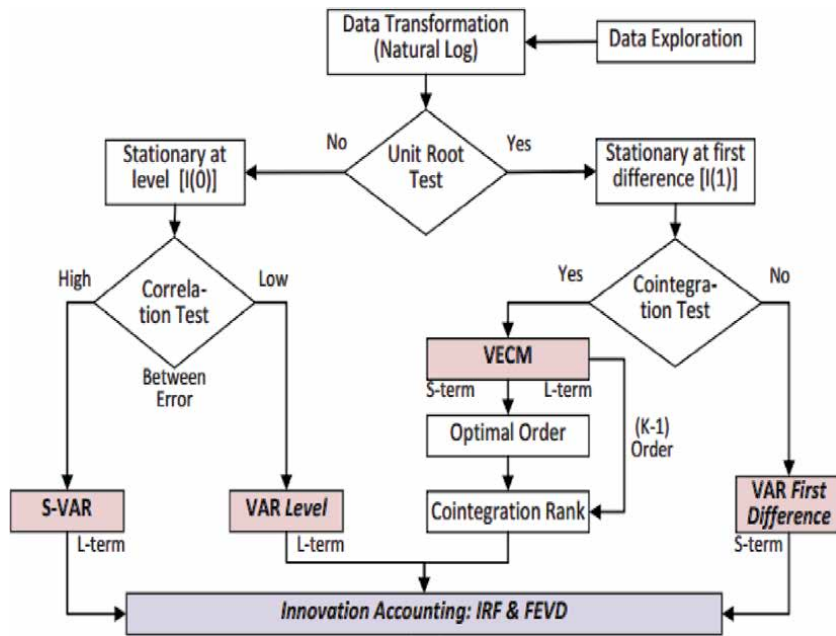 Data Transformation
(Natural Log)
Data Exploration
No
Unit Root
Test
Yes
Stationary at
level [I(0)]
Stationary at first
difference [I(1)]
High
Correla-
tion Test
Low
Between
Error
Yes
Cointegra-
tion Test
No
VECM
S-term
L-term
Optimal Order
(K-1)
Order
S-VAR
L-term
VAR Level
L-term
Cointegration Rank
VAR First
Difference
S-term
Innovation Accounting: IRF & FEVD